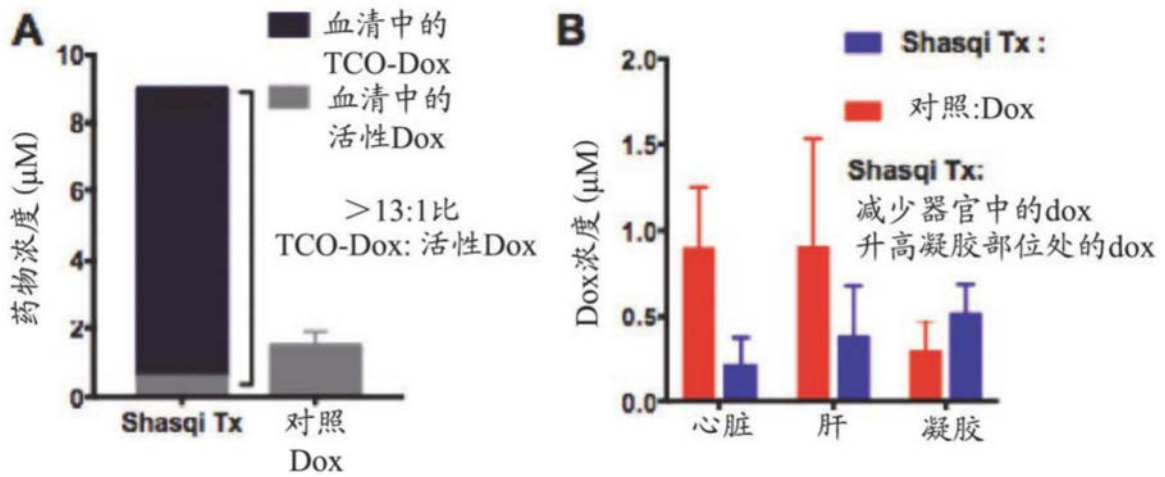 A
血清中的
TCO-Dox
血清中的
活性Dox
>13:1比
TCO-Dox: 活性Dox
药物浓度 (μM)
10
8
6
4
2
0
Shasqi Tx
对照
Dox
B
Shasqi Tx :
对照:Dox
Shasqi Tx:
减少器官中的dox
升高凝胶部位处的dox
Dox浓度 (μM)
2.0
1.5
1.0
0.5
0.0
心脏
肝
凝胶